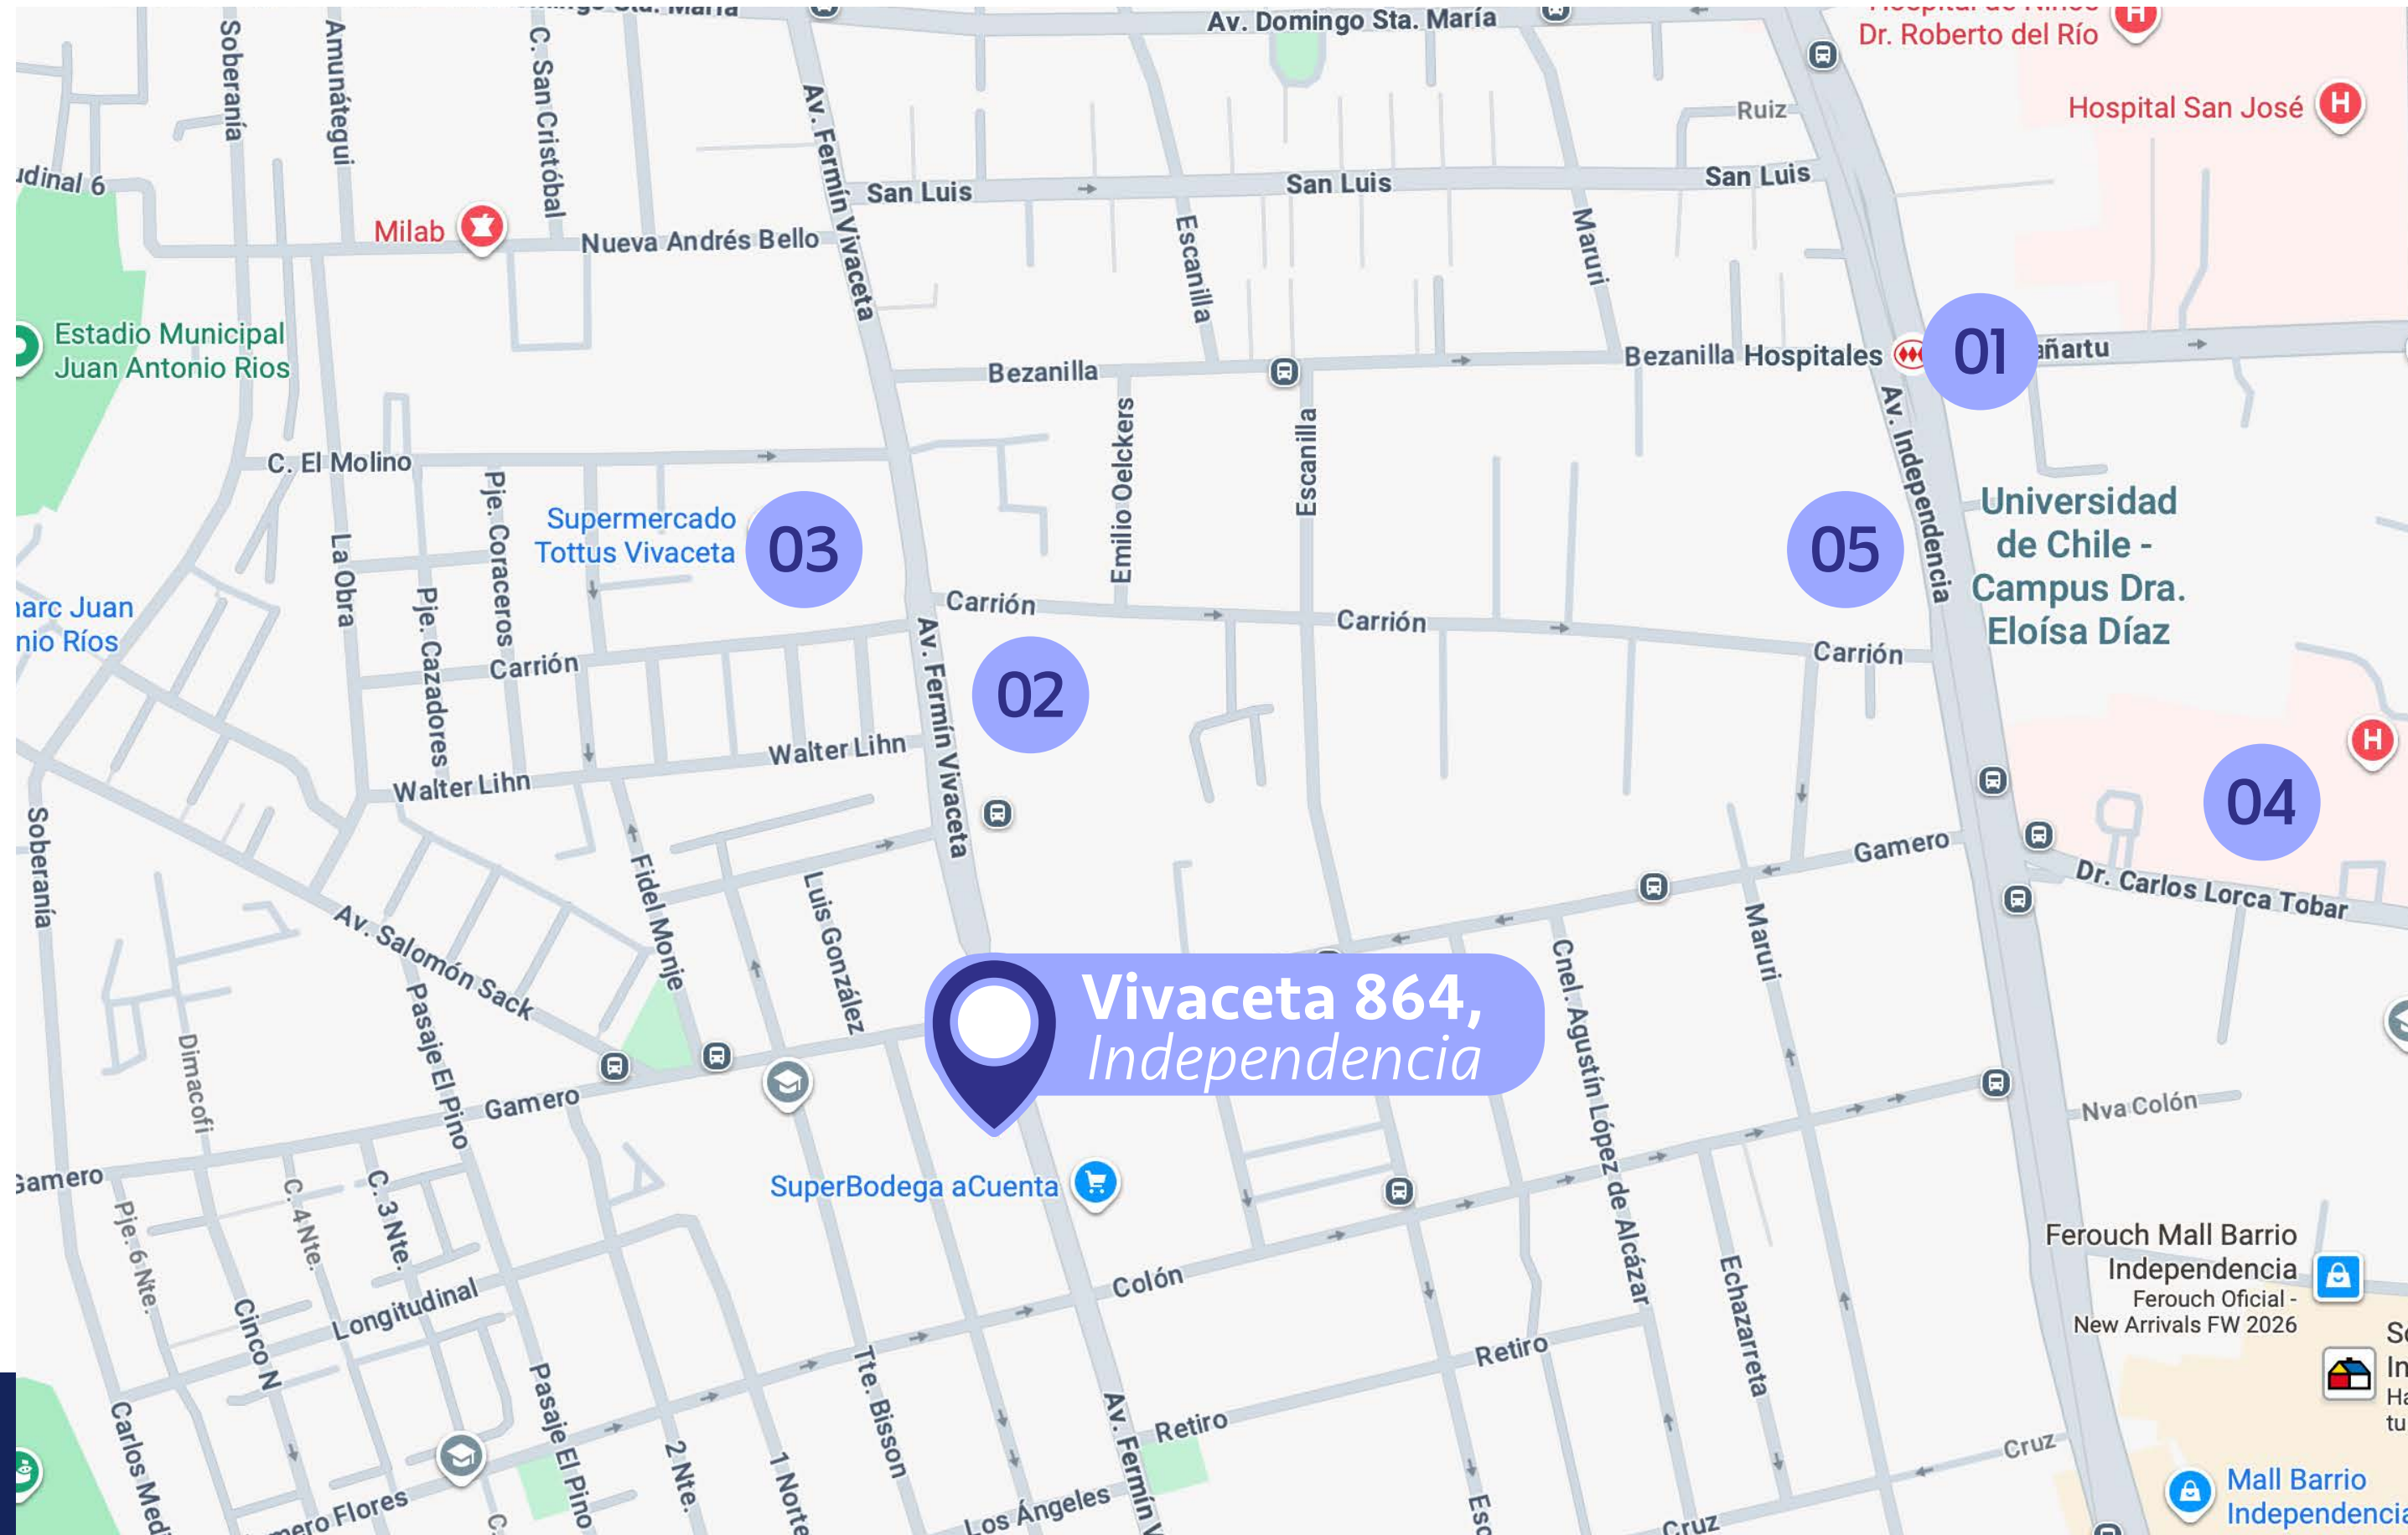 Av. Domingo Sta. María
Dr. Roberto del Río
Hospital San José
Soberanía
Amunátegui
C. San Cristóbal
Av. Fermín Vivaceta
Ruiz
San Luis
San Luis
San Luis
Milab
Nueva Andrés Bello
Escanilla
Maruri
Estadio Municipal
Juan Antonio Rios
Bezanilla
Bezanilla
Hospitales
01
Av. Independencia
C. El Molino
Emilio Oelckers
Escanilla
Pje. Coraceros
La Obra
Pje. Cazadores
Supermercado
Tottus Vivaceta
03
05
Universidad
de Chile -
Campus Dra.
Eloísa Díaz
Carrión
Carrión
Carrión
Carrión
02
Av. Fermín Vivaceta
Walter Lihn
Walter Lihn
04
Soberanía
Gamero
Dr. Carlos Lorca Tobar
Fidel Monje
Luis González
Av. Salomón Sack
Maruri
Cnel. Agustín López de Alcázar
Vivaceta 864,
Independencia
Pasaje El Pino
Dimacofi
Gamero
Gamero
Nva Colón
SuperBodega aCuenta
Pje. 6 Nte.
C. 4 Nte.
C. 3 Nte.
Colón
Echazarreta
Ferouch Mall Barrio
Independencia
Ferouch Oficial -
New Arrivals FW 2026
Longitudinal
Cinco N
Retiro
Retiro
Pasaje El Pino
Tte. Bisson
2 Nte.
1 Norte
Av. Fermín V
Los Ángeles
Cruz
Cruz
Mall Barrio
Independencia